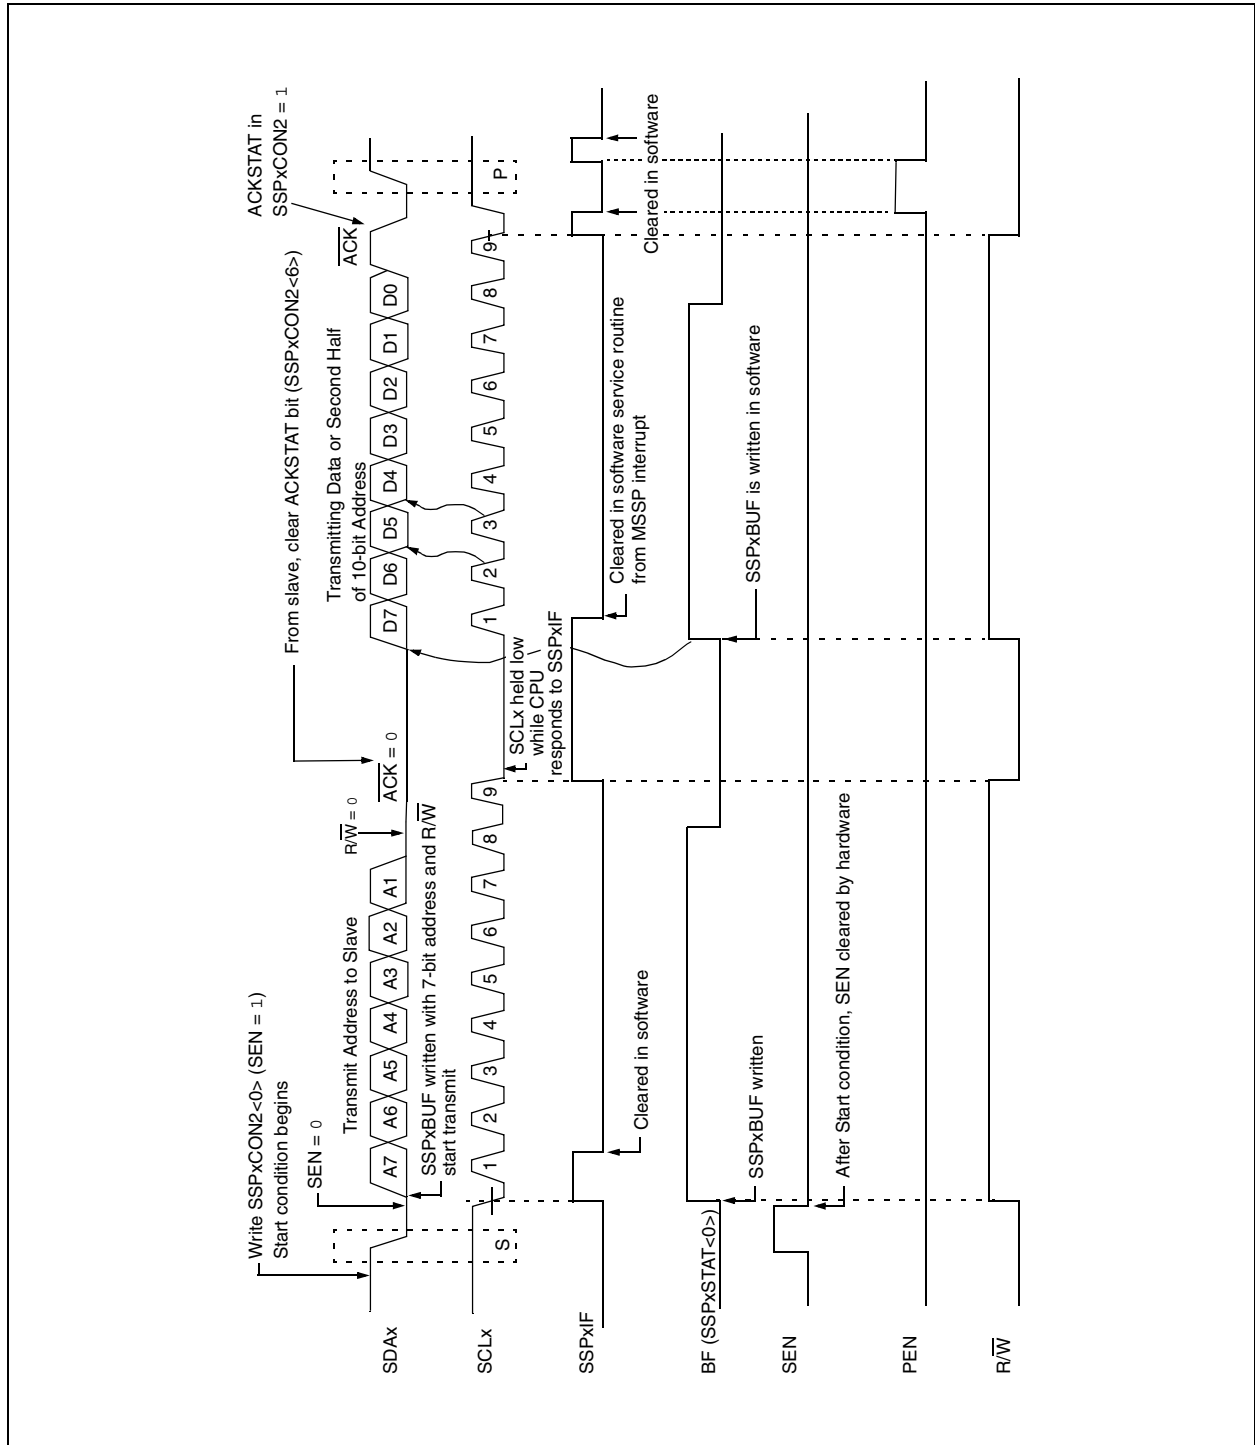 Write SSPxCON2<0> (SEN = 1)
Start condition begins
From slave, clear ACKSTAT bit (SSPxCON2<6>)
ACKSTAT in
SSPxCON2 = 1
SEN = 0
Transmit Address to Slave
R/W = 0
ACK = 0
Transmitting Data or Second Half
of 10-bit Address
ACK
SDAx
A7 A6 A5 A4 A3 A2 A1
D7 D6 D5 D4 D3 D2 D1 D0
SSPxBUF written with 7-bit address and R/W
start transmit
SCLx
S
1 2 3 4 5 6 7 8 9
1 2 3 4 5 6 7 8 9
P
SCLx held low
while CPU
responds to SSPxIF
SSPxIF
Cleared in software
Cleared in software service routine
from MSSP interrupt
Cleared in software
BF (SSPxSTAT<0>)
SSPxBUF written
SSPxBUF is written in software
SEN
After Start condition, SEN cleared by hardware
PEN
R/W